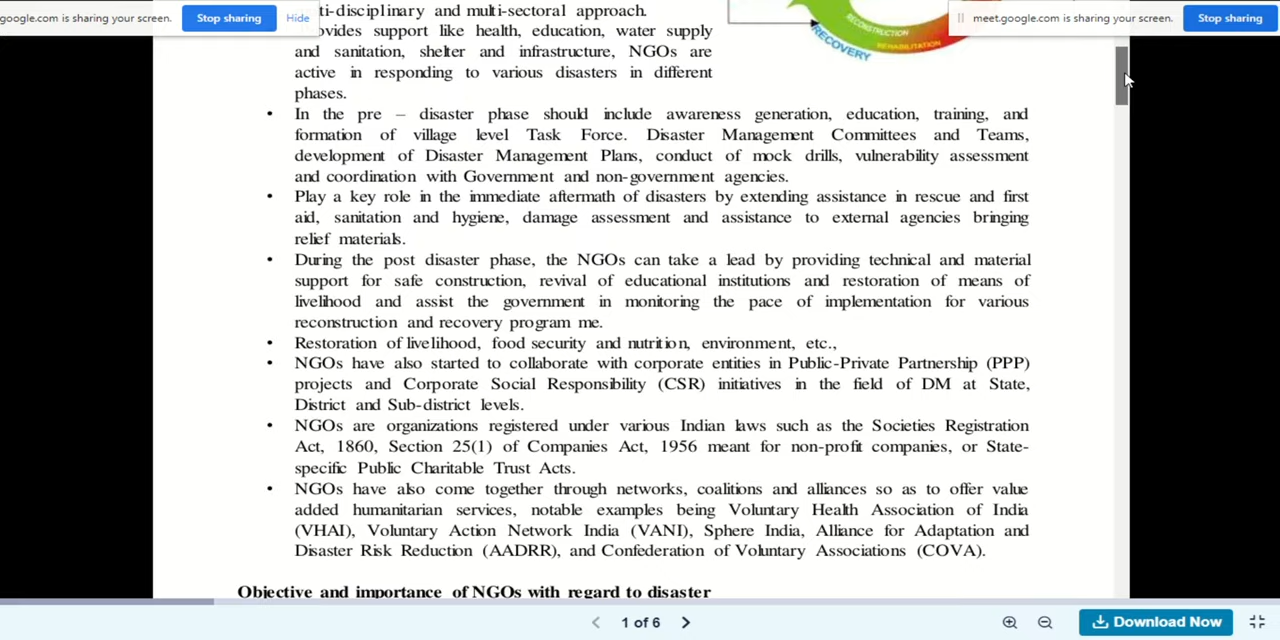 google.com is sharing your screen. Stop sharing Hide
meet.google.com is sharing your screen. Stop sharing
ti-disciplinary and multi-sectoral approach.
ovides support like health, education, water supply
and sanitation, shelter and infrastructure, NGOs are
active in responding to various disasters in different
phases.
RECONSTRUCTION
REHABILITATION
RECOVERY
• In the pre – disaster phase should include awareness generation, education, training, and
formation of village level Task Force. Disaster Management Committees and Teams,
development of Disaster Management Plans, conduct of mock drills, vulnerability assessment
and coordination with Government and non-government agencies.
• Play a key role in the immediate aftermath of disasters by extending assistance in rescue and first
aid, sanitation and hygiene, damage assessment and assistance to external agencies bringing
relief materials.
• During the post disaster phase, the NGOs can take a lead by providing technical and material
support for safe construction, revival of educational institutions and restoration of means of
livelihood and assist the government in monitoring the pace of implementation for various
reconstruction and recovery program me.
• Restoration of livelihood, food security and nutrition, environment, etc.,
• NGOs have also started to collaborate with corporate entities in Public-Private Partnership (PPP)
projects and Corporate Social Responsibility (CSR) initiatives in the field of DM at State,
District and Sub-district levels.
• NGOs are organizations registered under various Indian laws such as the Societies Registration
Act, 1860, Section 25(1) of Companies Act, 1956 meant for non-profit companies, or State-
specific Public Charitable Trust Acts.
• NGOs have also come together through networks, coalitions and alliances so as to offer value
added humanitarian services, notable examples being Voluntary Health Association of India
(VHAI), Voluntary Action Network India (VANI), Sphere India, Alliance for Adaptation and
Disaster Risk Reduction (AADRR), and Confederation of Voluntary Associations (COVA).
Objective and importance of NGOs with regard to disaster
1 of 6
Download Now